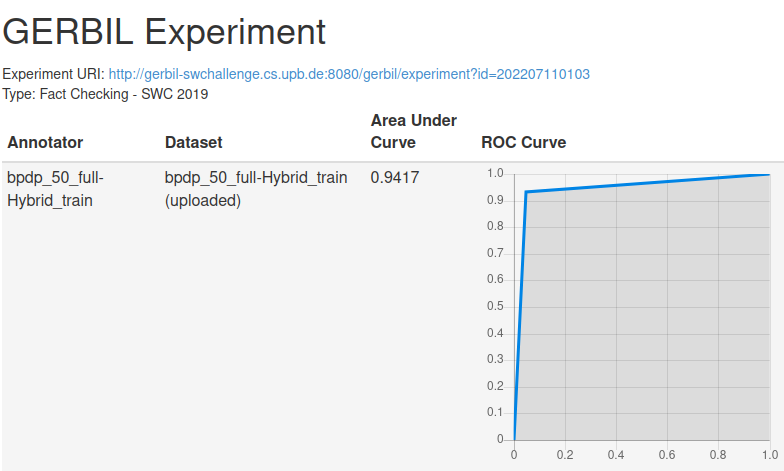 GERBIL Experiment
Experiment URI: http://gerbil-swchallenge.cs.upb.de:8080/gerbil/experiment?id=202207110103
Type: Fact Checking - SWC 2019
Annotator Dataset Area Under Curve ROC Curve
bpdp_50_full-
Hybrid_train
bpdp_50_full-Hybrid_train
(uploaded)
0.9417
1.0
0.9
0.8
0.7
0.6
0.5
0.4
0.3
0.2
0.1
0
0 0.2 0.4 0.6 0.8 1.0